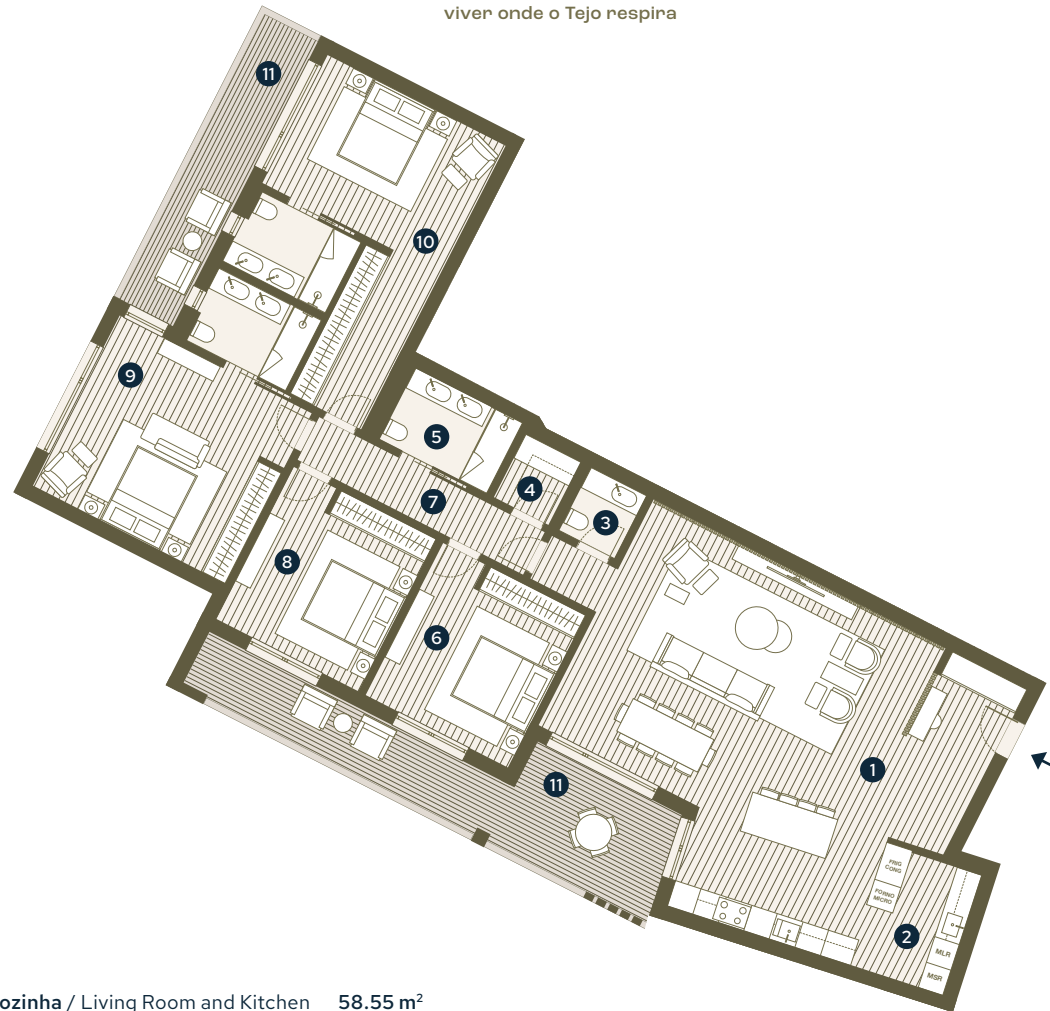 viver onde o Tejo respira
11
10
9
5
4
7
3
8
6
1
11
FRIG
CONG
FORNO
MICRO
2
MLR
MSR
ozinha / Living Room and Kitchen 58.55 m²